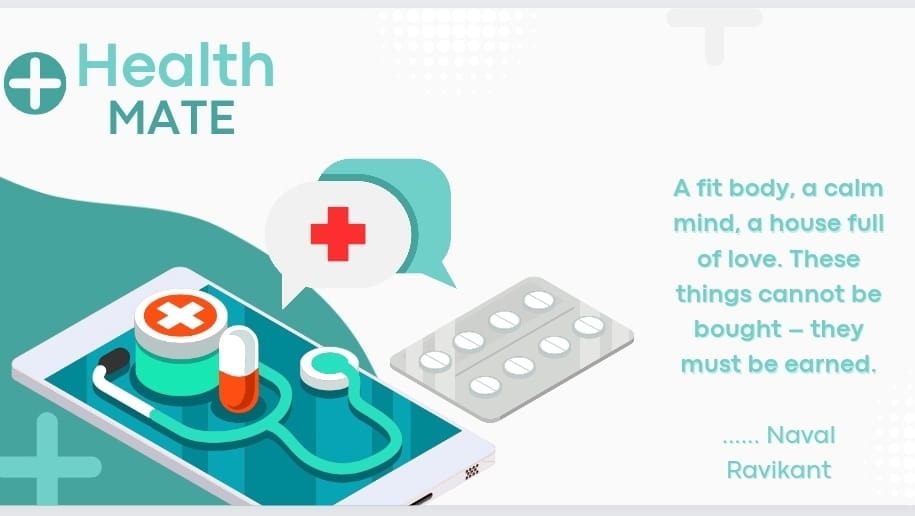 Health
MATE
A fit body, a calm
mind, a house full
of love. These
things cannot be
bought – they
must be earned.
...... Naval
Ravikant